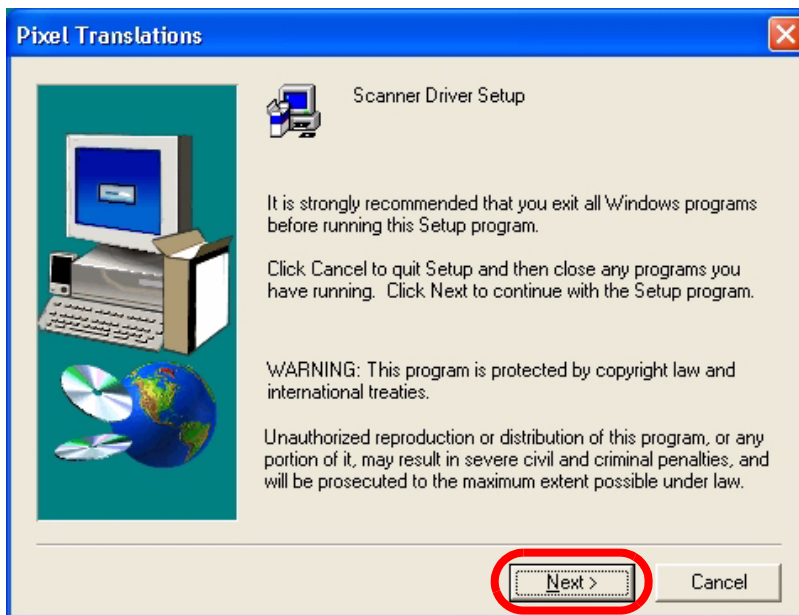 Pixel Translations
Scanner Driver Setup
It is strongly recommended that you exit all Windows programs
before running this Setup program.
Click Cancel to quit Setup and then close any programs you
have running.  Click Next to continue with the Setup program.
WARNING: This program is protected by copyright law and
international treaties.
Unauthorized reproduction or distribution of this program, or any
portion of it, may result in severe civil and criminal penalties, and
will be prosecuted to the maximum extent possible under law.
Next > Cancel